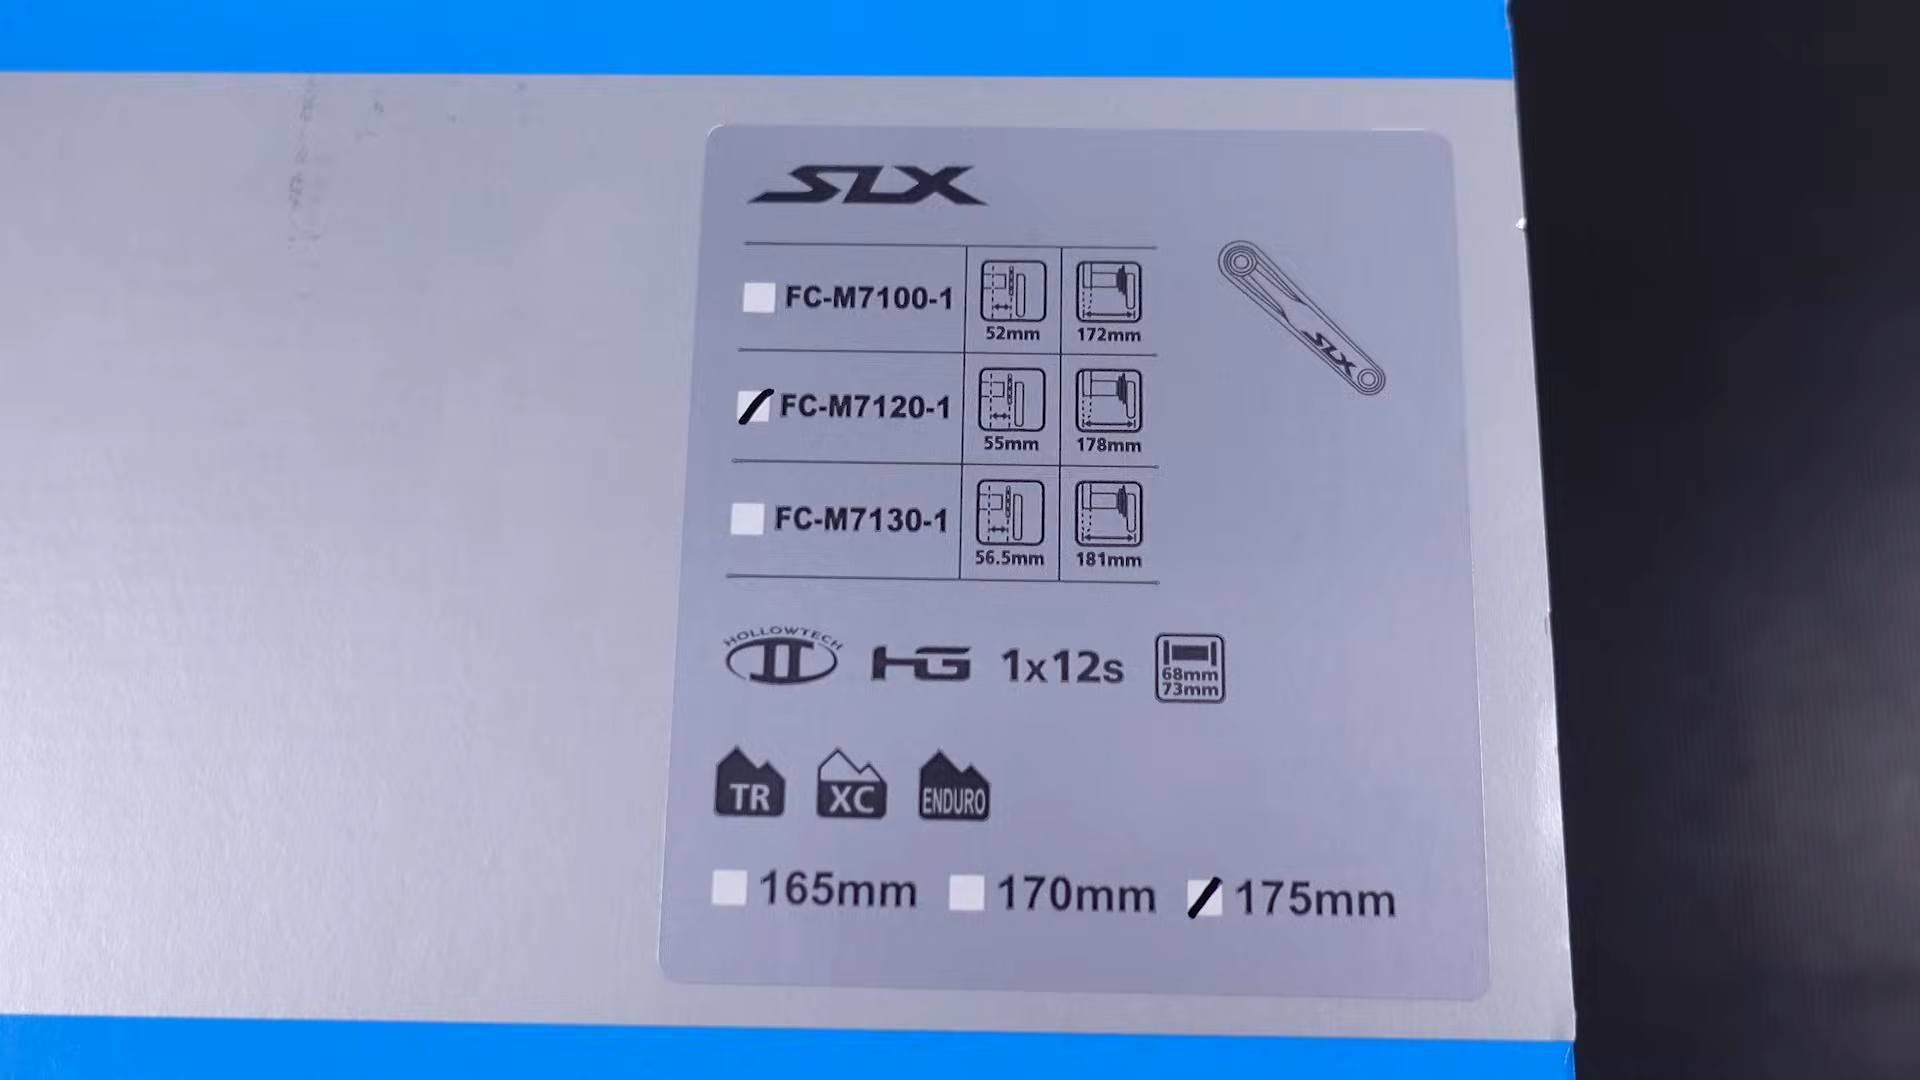 SLX
FC-M7100-1
52mm
172mm
SLX
FC-M7120-1
55mm
178mm
FC-M7130-1
56.5mm
181mm
HOLLOWTECH II
HG
1x12s
68mm
73mm
TR
XC
ENDURO
165mm 170mm 175mm